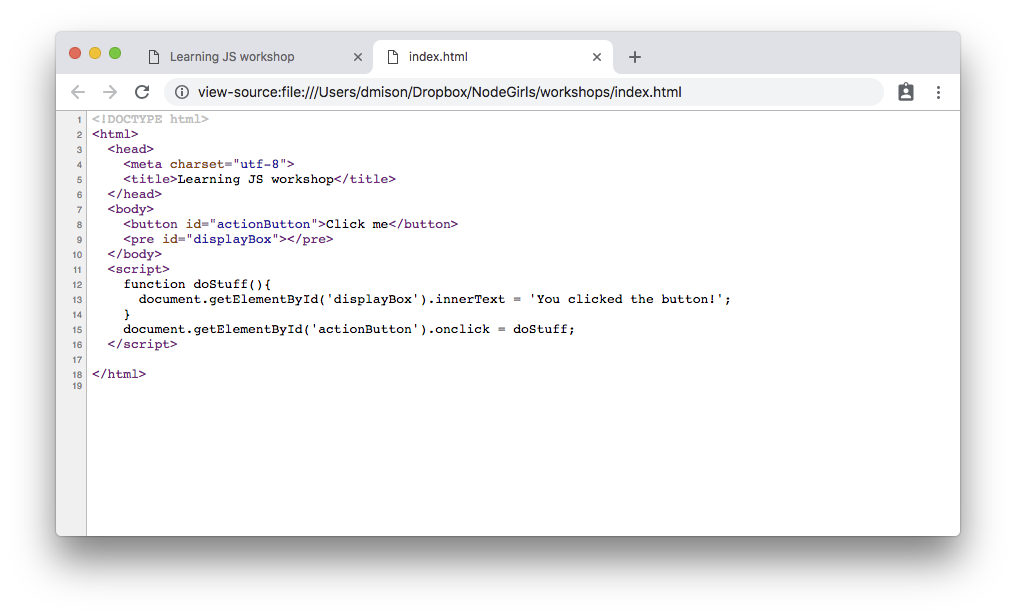 Learning JS workshop
index.html
view-source:file:///Users/dmison/Dropbox/NodeGirls/workshops/index.html
1 <!DOCTYPE html>
2 <html>
3   <head>
4     <meta charset="utf-8">
5     <title>Learning JS workshop</title>
6   </head>
7   <body>
8     <button id="actionButton">Click me</button>
9     <pre id="displayBox"></pre>
10   </body>
11   <script>
12     function doStuff(){
13       document.getElementById('displayBox').innerText = 'You clicked the button!';
14     }
15     document.getElementById('actionButton').onclick = doStuff;
16   </script>
17
18 </html>
19